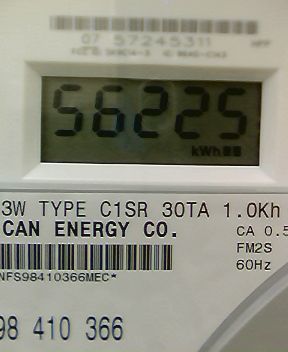 07 57245311
56225
kWh
3W TYPE C1SR 30TA 1.0Kh
CAN ENERGY CO.
CA 0.5
FM2S
NFS98410366MEC*
60Hz
98 410 366